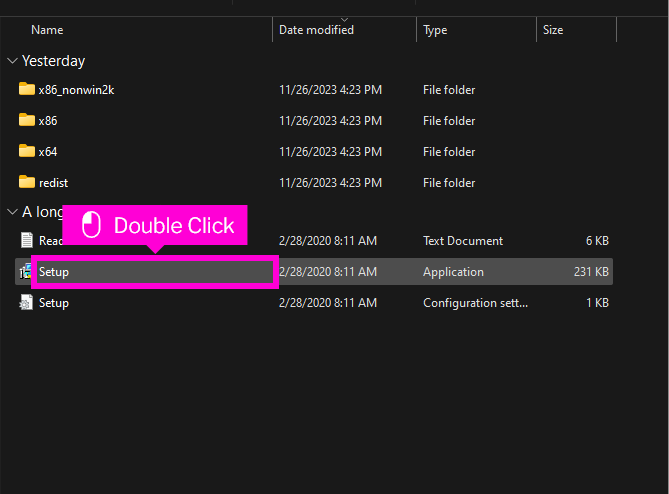 Name Date modified Type Size
Yesterday
x86_nonwin2k 11/26/2023 4:23 PM File folder
x86 11/26/2023 4:23 PM File folder
x64 11/26/2023 4:23 PM File folder
redist 11/26/2023 4:23 PM File folder
A long
Double Click
2/28/2020 8:11 AM Text Document 6 KB
Setup 2/28/2020 8:11 AM Application 231 KB
Setup 2/28/2020 8:11 AM Configuration sett... 1 KB